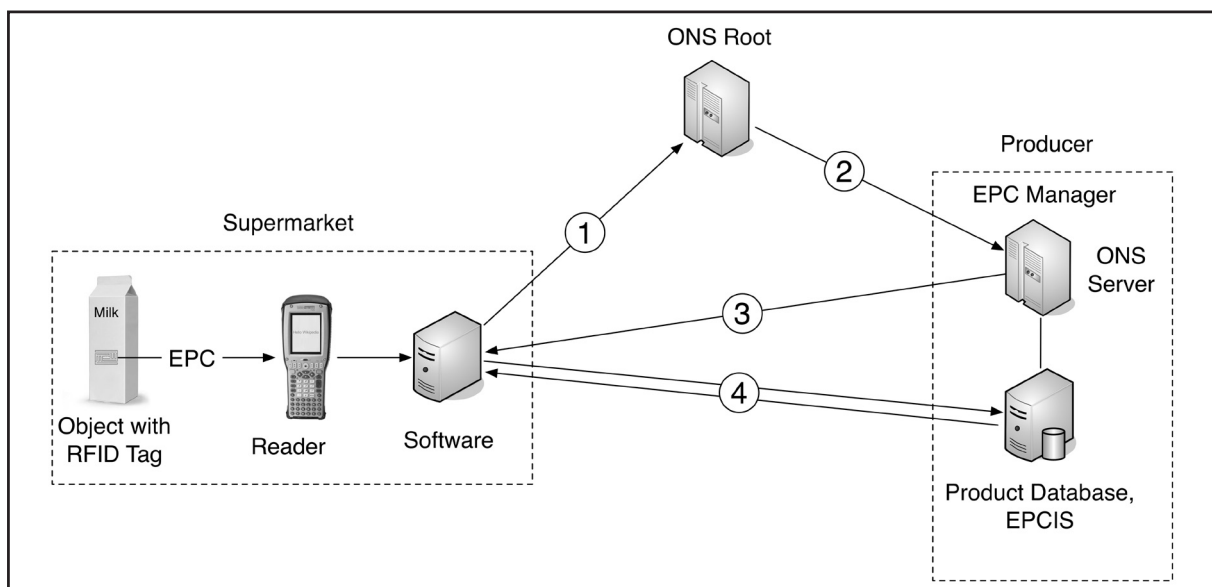 ONS Root
Producer
EPC Manager
ONS
Server
Supermarket
Milk
EPC
Object with
RFID Tag
Reader
Software
1
2
3
4
Product Database,
EPCIS